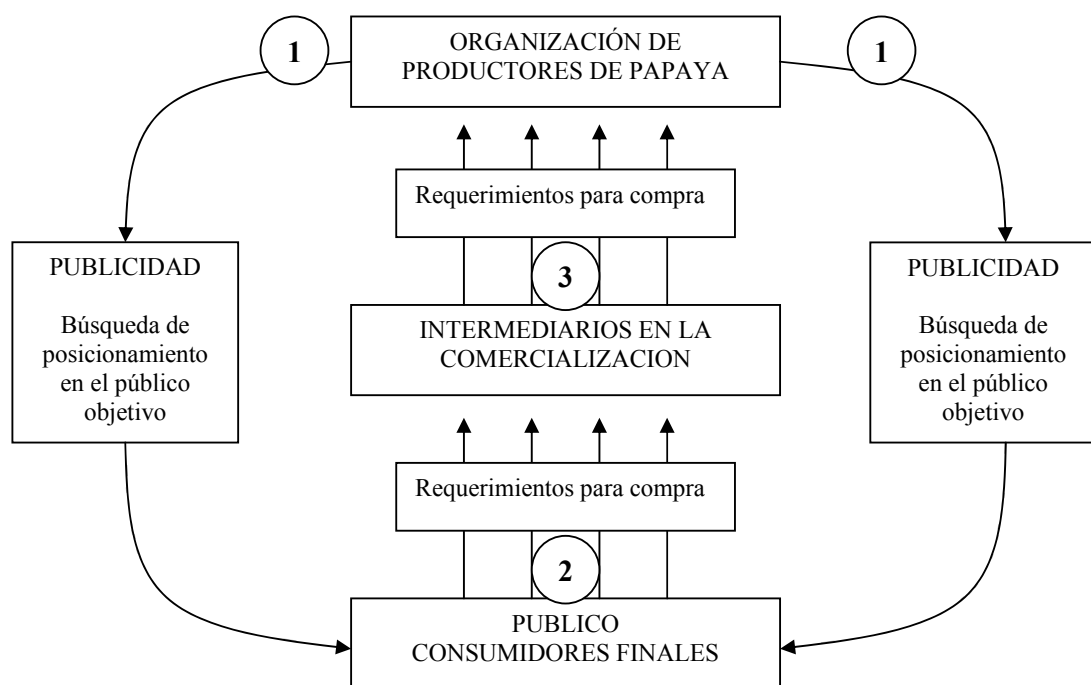 1
ORGANIZACIÓN DE
PRODUCTORES DE PAPAYA
1
Requerimientos para compra
PUBLICIDAD
Búsqueda de
posicionamiento
en el público
objetivo
3
INTERMEDIARIOS EN LA
COMERCIALIZACION
PUBLICIDAD
Búsqueda de
posicionamiento
en el público
objetivo
Requerimientos para compra
2
PUBLICO
CONSUMIDORES FINALES